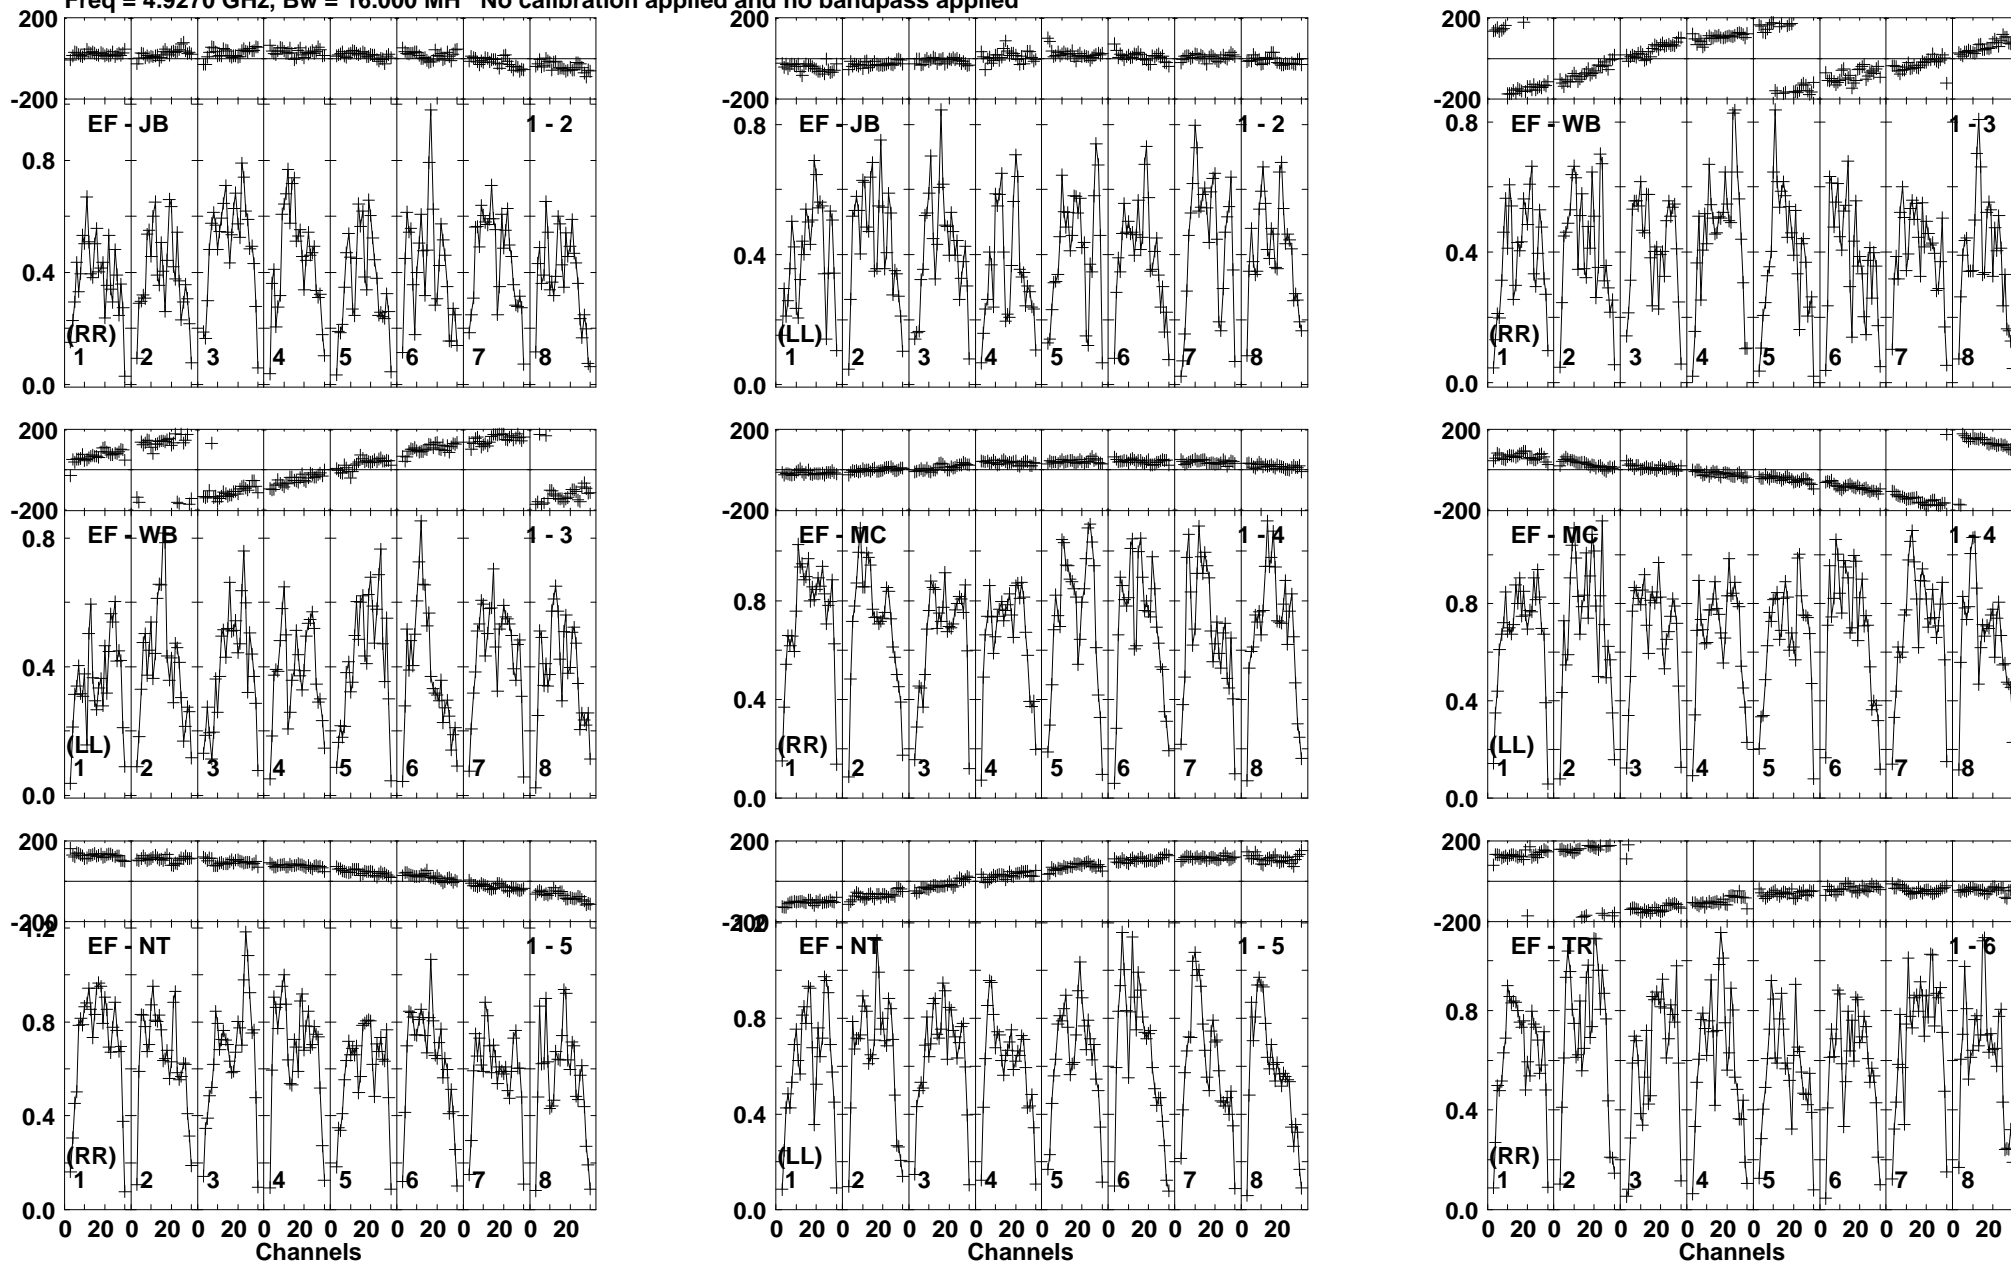 Freq = 4.9270 GHz, Bw = 16.000 MH No calibration applied and no bandpass applied
200 200 200
-200 -200 -200
EF - JB 1 - 2 EF - JB 1 - 2 EF - WB 1 - 3
0.8 0.8 0.8
0.4 0.4 0.4
(RR) (LL) (RR)
1 2 3 4 5 6 7 8 1 2 3 4 5 6 7 8 1 2 3 4 5 6 7 8
0.0 0.0 0.0
200 200 200
-200 -200 -200
EF - WB 1 - 3 EF - MC 1 - 4 EF - MC 1 - 4
0.8 0.8 0.8
0.4 0.4 0.4
(LL) (RR) (LL)
1 2 3 4 5 6 7 8 1 2 3 4 5 6 7 8 1 2 3 4 5 6 7 8
0.0 0.0 0.0
200 200 200
-200 -200 -200
1.2 1.2
EF - NT 1 - 5 EF - NT 1 - 5 EF - TR 1 - 6
0.8 0.8 0.8
0.4 0.4 0.4
(RR) (LL) (RR)
1 2 3 4 5 6 7 8 1 2 3 4 5 6 7 8 1 2 3 4 5 6 7 8
0.0 0.0 0.0
0 20 0 20 0 20 0 20 0 20 0 20 0 20 0 20 0 20 0 20 0 20 0 20 0 20 0 20 0 20 0 20 0 20 0 20 0 20 0 20 0 20 0 20 0 20 0 20
Channels Channels Channels